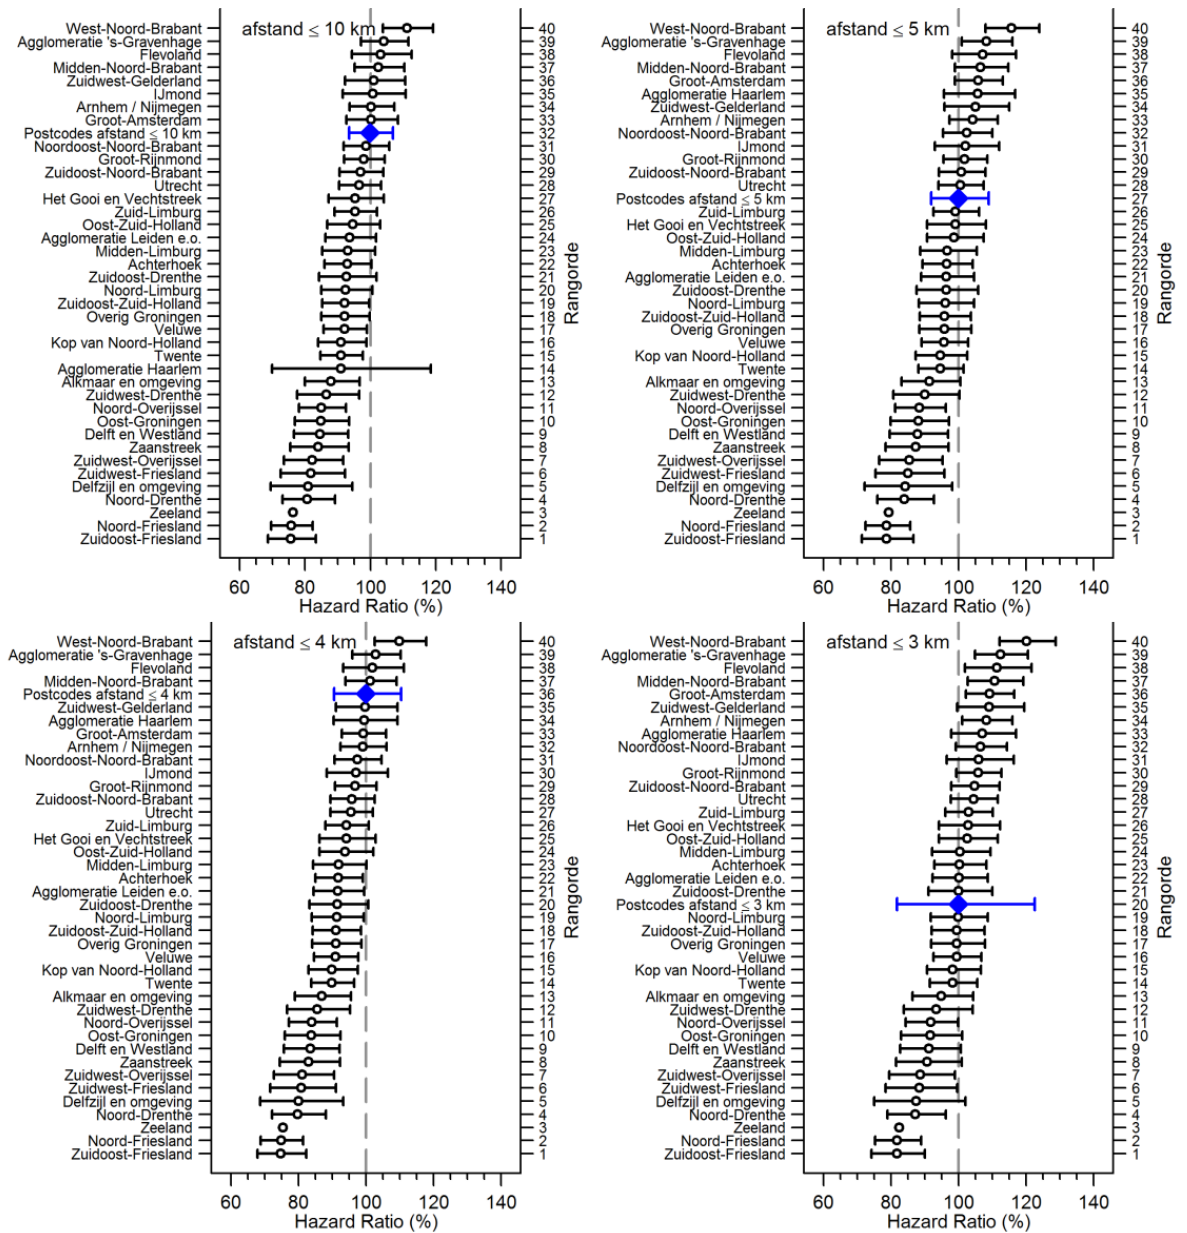 afstand ≤ 10 km
West-Noord-Brabant 40
Agglomeratie 's-Gravenhage 39
Flevoland 38
Midden-Noord-Brabant 37
Zuidwest-Gelderland 36
IJmond 35
Arnhem / Nijmegen 34
Groot-Amsterdam 33
Postcodes afstand ≤ 10 km 32
Noordoost-Noord-Brabant 31
Groot-Rijnmond 30
Zuidoost-Noord-Brabant 29
Utrecht 28
Het Gooi en Vechtstreek 27
Zuid-Limburg 26
Oost-Zuid-Holland 25
Agglomeratie Leiden e.o. 24
Midden-Limburg 23
Achterhoek 22
Zuidoost-Drenthe 21
Noord-Limburg 20
Zuidoost-Zuid-Holland 19
Overig Groningen 18
Veluwe 17
Kop van Noord-Holland 16
Twente 15
Agglomeratie Haarlem 14
Alkmaar en omgeving 13
Zuidwest-Drenthe 12
Noord-Overijssel 11
Oost-Groningen 10
Delft en Westland 9
Zaanstreek 8
Zuidwest-Overijssel 7
Zuidwest-Friesland 6
Delfzijl en omgeving 5
Noord-Drenthe 4
Zeeland 3
Noord-Friesland 2
Zuidoost-Friesland 1
Rangorde
60 80 100 120 140
Hazard Ratio (%)
afstand ≤ 5 km
West-Noord-Brabant 40
Agglomeratie 's-Gravenhage 39
Flevoland 38
Midden-Noord-Brabant 37
Groot-Amsterdam 36
Agglomeratie Haarlem 35
Zuidwest-Gelderland 34
Arnhem / Nijmegen 33
Noordoost-Noord-Brabant 32
IJmond 31
Groot-Rijnmond 30
Zuidoost-Noord-Brabant 29
Utrecht 28
Postcodes afstand ≤ 5 km 27
Zuid-Limburg 26
Het Gooi en Vechtstreek 25
Oost-Zuid-Holland 24
Midden-Limburg 23
Achterhoek 22
Agglomeratie Leiden e.o. 21
Zuidoost-Drenthe 20
Noord-Limburg 19
Zuidoost-Zuid-Holland 18
Overig Groningen 17
Veluwe 16
Kop van Noord-Holland 15
Twente 14
Alkmaar en omgeving 13
Zuidwest-Drenthe 12
Noord-Overijssel 11
Oost-Groningen 10
Delft en Westland 9
Zaanstreek 8
Zuidwest-Overijssel 7
Zuidwest-Friesland 6
Delfzijl en omgeving 5
Noord-Drenthe 4
Zeeland 3
Noord-Friesland 2
Zuidoost-Friesland 1
Rangorde
60 80 100 120 140
Hazard Ratio (%)
afstand ≤ 4 km
West-Noord-Brabant 40
Agglomeratie 's-Gravenhage 39
Flevoland 38
Midden-Noord-Brabant 37
Postcodes afstand ≤ 4 km 36
Zuidwest-Gelderland 35
Agglomeratie Haarlem 34
Groot-Amsterdam 33
Arnhem / Nijmegen 32
Noordoost-Noord-Brabant 31
IJmond 30
Groot-Rijnmond 29
Zuidoost-Noord-Brabant 28
Utrecht 27
Zuid-Limburg 26
Het Gooi en Vechtstreek 25
Oost-Zuid-Holland 24
Midden-Limburg 23
Achterhoek 22
Agglomeratie Leiden e.o. 21
Zuidoost-Drenthe 20
Noord-Limburg 19
Zuidoost-Zuid-Holland 18
Overig Groningen 17
Veluwe 16
Kop van Noord-Holland 15
Twente 14
Alkmaar en omgeving 13
Zuidwest-Drenthe 12
Noord-Overijssel 11
Oost-Groningen 10
Delft en Westland 9
Zaanstreek 8
Zuidwest-Overijssel 7
Zuidwest-Friesland 6
Delfzijl en omgeving 5
Noord-Drenthe 4
Zeeland 3
Noord-Friesland 2
Zuidoost-Friesland 1
Rangorde
60 80 100 120 140
Hazard Ratio (%)
afstand ≤ 3 km
West-Noord-Brabant 40
Agglomeratie 's-Gravenhage 39
Flevoland 38
Midden-Noord-Brabant 37
Groot-Amsterdam 36
Zuidwest-Gelderland 35
Arnhem / Nijmegen 34
Agglomeratie Haarlem 33
Noordoost-Noord-Brabant 32
IJmond 31
Groot-Rijnmond 30
Zuidoost-Noord-Brabant 29
Utrecht 28
Zuid-Limburg 27
Het Gooi en Vechtstreek 26
Oost-Zuid-Holland 25
Midden-Limburg 24
Achterhoek 23
Agglomeratie Leiden e.o. 22
Zuidoost-Drenthe 21
Postcodes afstand ≤ 3 km 20
Noord-Limburg 19
Zuidoost-Zuid-Holland 18
Overig Groningen 17
Veluwe 16
Kop van Noord-Holland 15
Twente 14
Alkmaar en omgeving 13
Zuidwest-Drenthe 12
Noord-Overijssel 11
Oost-Groningen 10
Delft en Westland 9
Zaanstreek 8
Zuidwest-Overijssel 7
Zuidwest-Friesland 6
Delfzijl en omgeving 5
Noord-Drenthe 4
Zeeland 3
Noord-Friesland 2
Zuidoost-Friesland 1
Rangorde
60 80 100 120 140
Hazard Ratio (%)